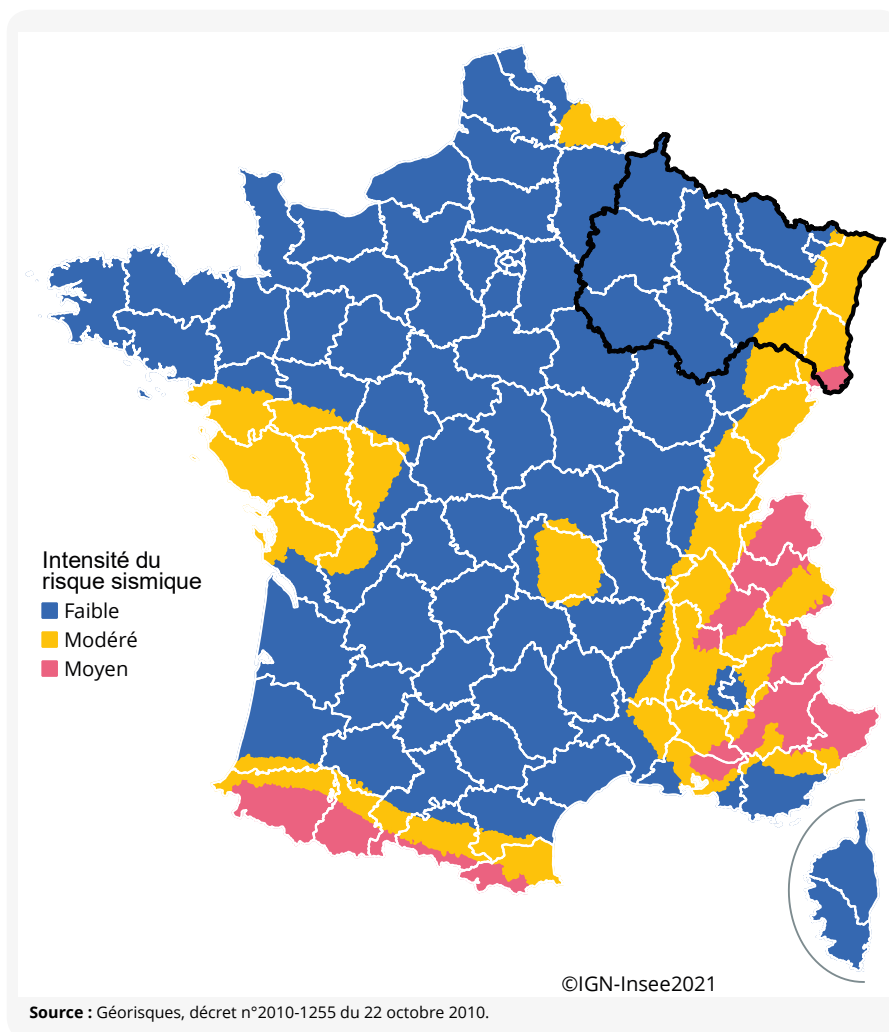 Intensité du
risque sismique
Faible
Modéré
Moyen
©IGN-Insee2021
Source : Géorisques, décret n°2010-1255 du 22 octobre 2010.